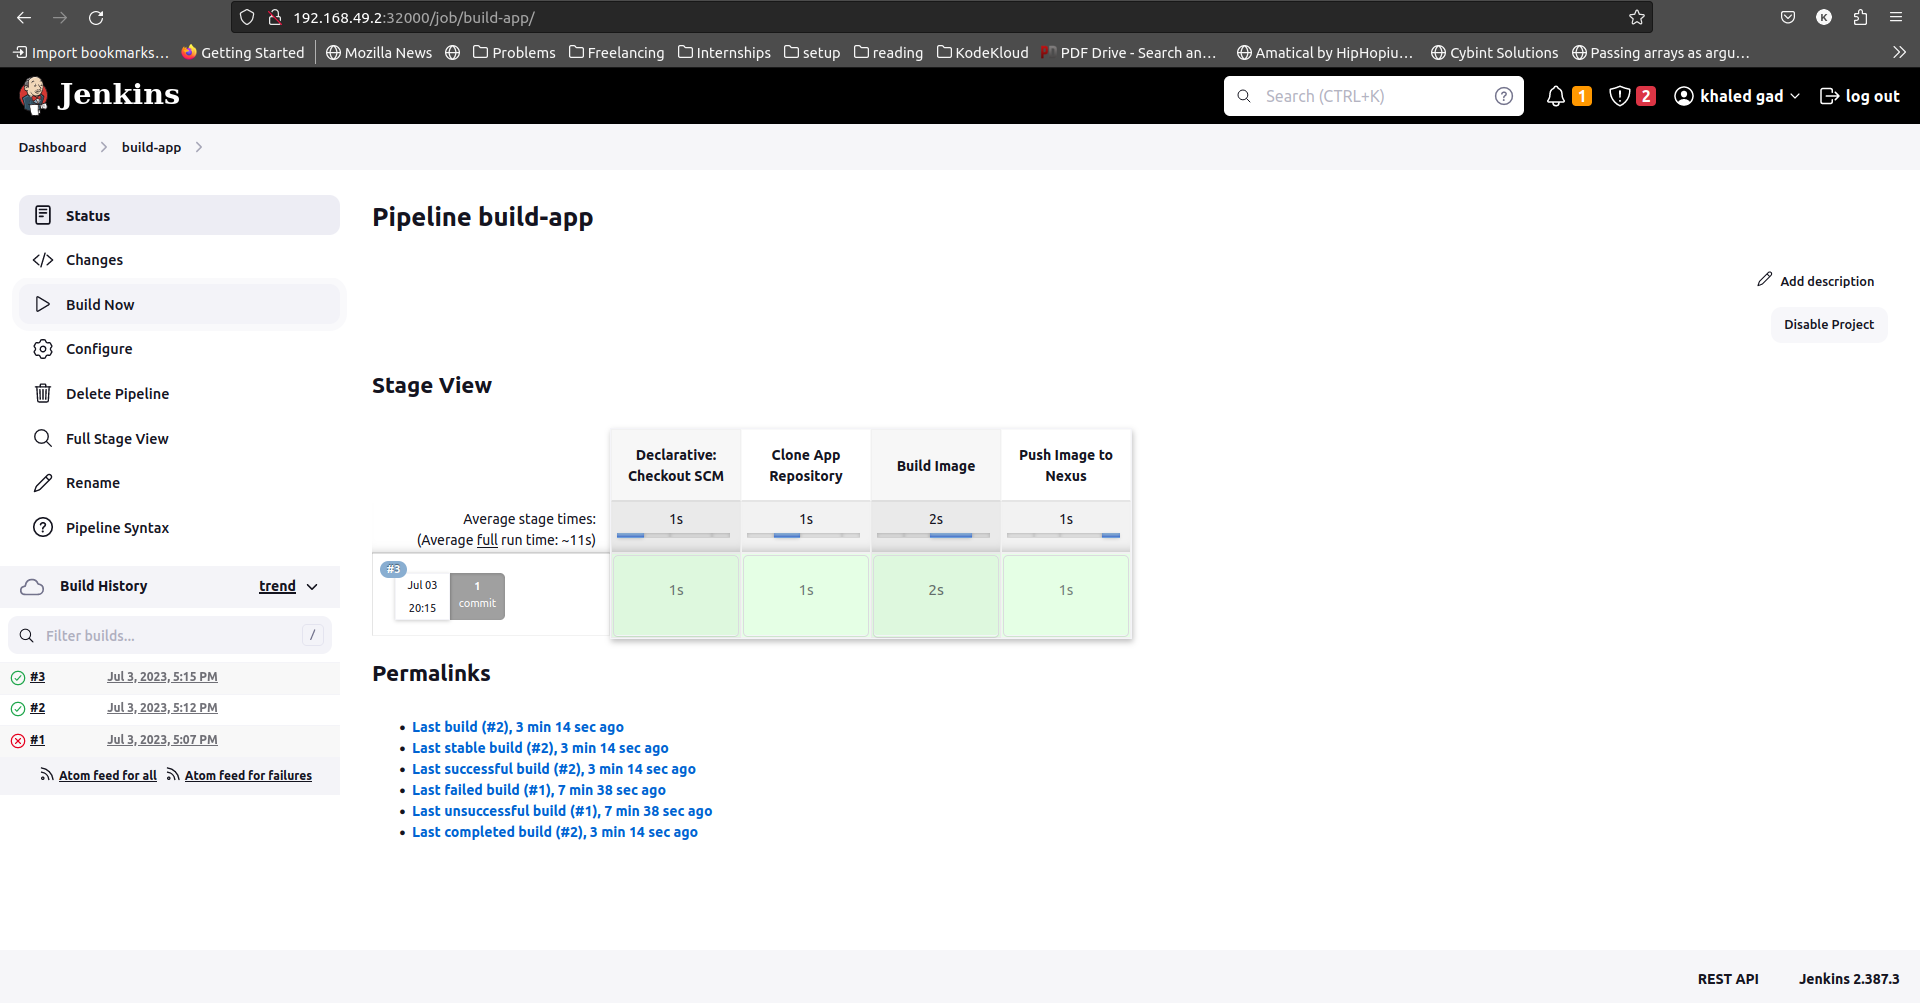 192.168.49.2:32000/job/build-app/
K
Import bookmarks… Getting Started Mozilla News Problems Freelancing Internships setup reading KodeKloud PDF Drive - Search an… Amatical by HipHopiu… Cybint Solutions Passing arrays as argu…
Jenkins
Search (CTRL+K)
1
2
khaled gad
log out
Dashboard build-app
Status
Changes
Build Now
Configure
Delete Pipeline
Full Stage View
Rename
Pipeline Syntax
Build History trend
Filter builds... /
#3 Jul 3, 2023, 5:15 PM
#2 Jul 3, 2023, 5:12 PM
#1 Jul 3, 2023, 5:07 PM
Atom feed for all Atom feed for failures
Pipeline build-app
Add description
Disable Project
Stage View
Declarative:
Checkout SCM
Clone App
Repository
Build Image
Push Image to
Nexus
Average stage times:
(Average full run time: ~11s)
1s 1s 2s 1s
#3
Jul 03
20:15
1
commit
1s 1s 2s 1s
Permalinks
Last build (#2), 3 min 14 sec ago
Last stable build (#2), 3 min 14 sec ago
Last successful build (#2), 3 min 14 sec ago
Last failed build (#1), 7 min 38 sec ago
Last unsuccessful build (#1), 7 min 38 sec ago
Last completed build (#2), 3 min 14 sec ago
REST API Jenkins 2.387.3